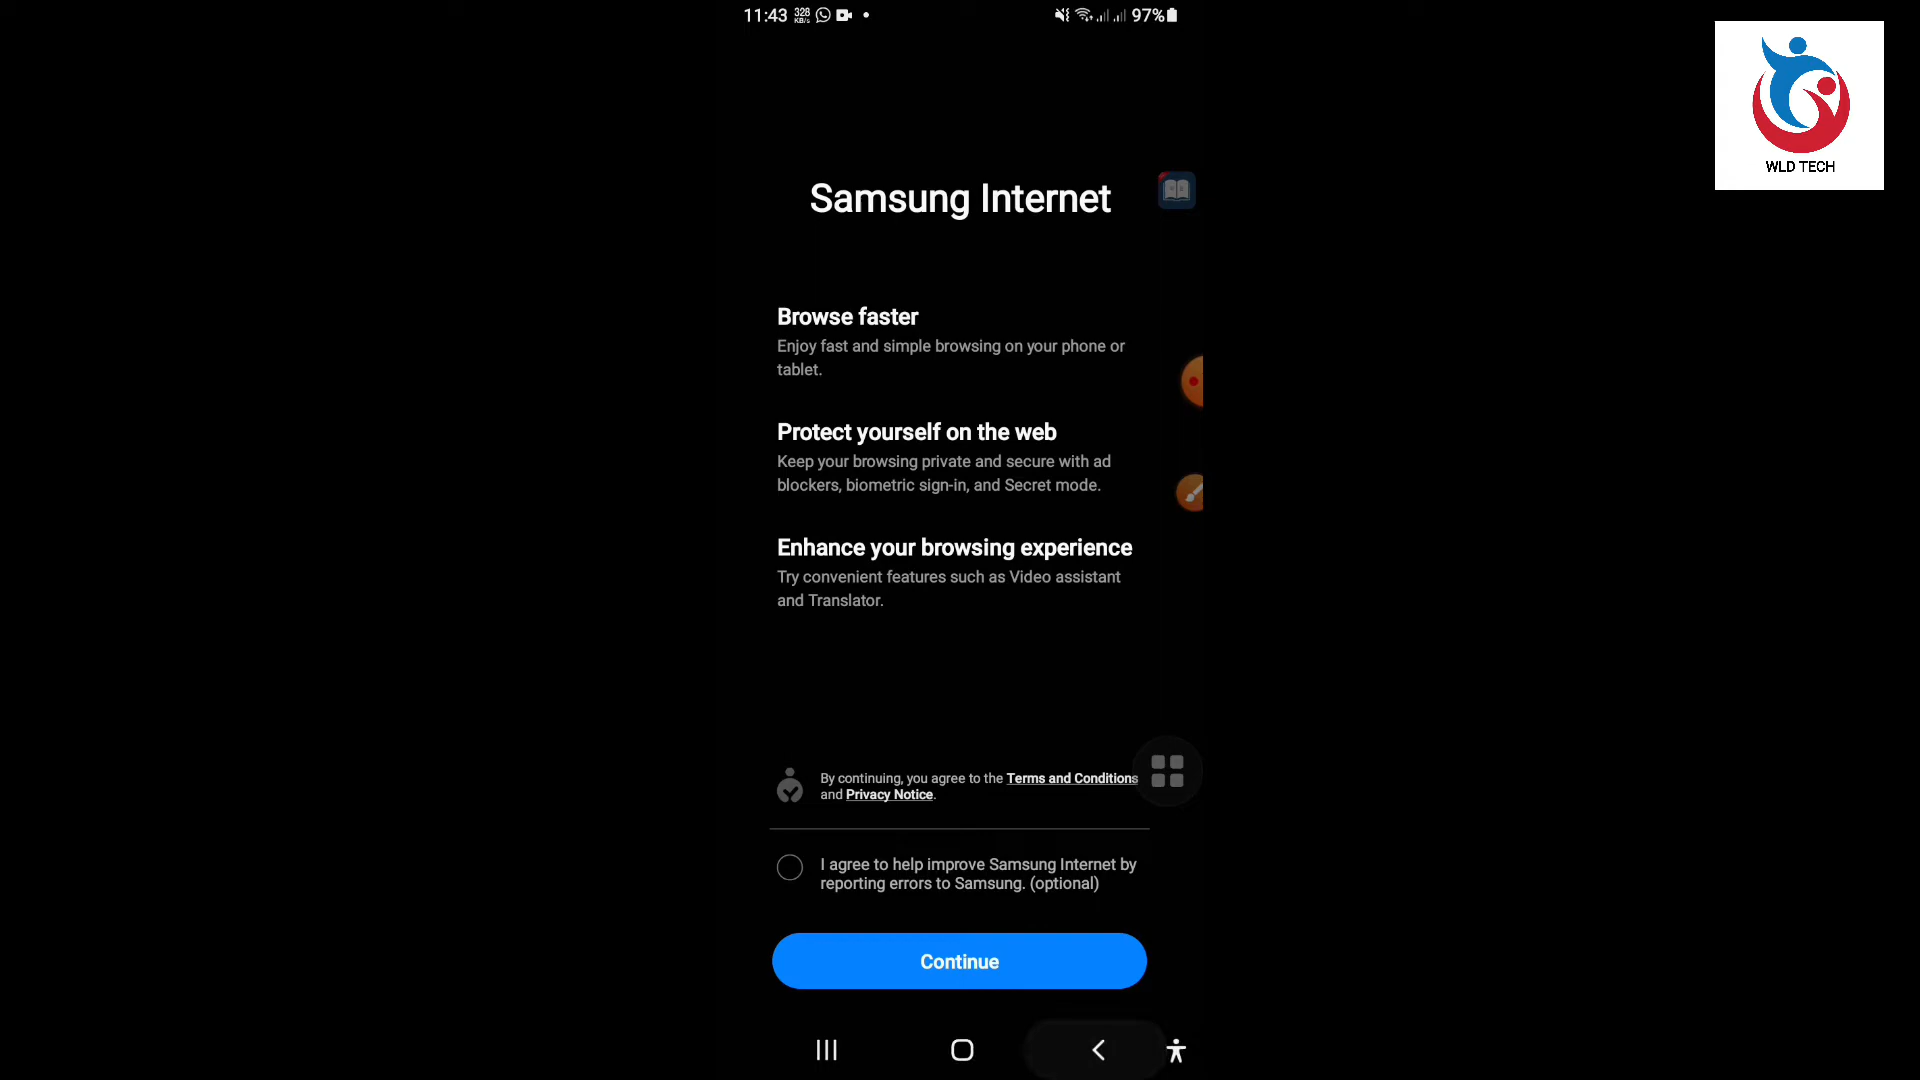 11:43 328 KB/s 97%
WLD TECH
Samsung Internet
Browse faster
Enjoy fast and simple browsing on your phone or
tablet.
Protect yourself on the web
Keep your browsing private and secure with ad
blockers, biometric sign-in, and Secret mode.
Enhance your browsing experience
Try convenient features such as Video assistant
and Translator.
By continuing, you agree to the Terms and Conditions
and Privacy Notice.
I agree to help improve Samsung Internet by
reporting errors to Samsung. (optional)
Continue